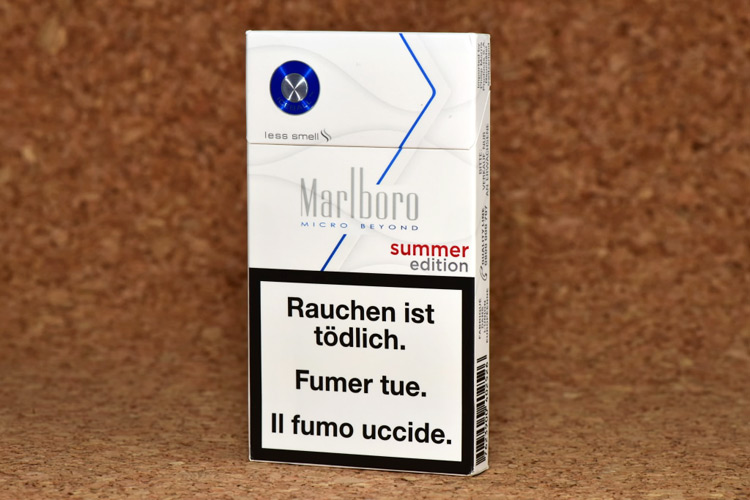 less smell
Marlboro
MICRO BEYOND
summer
edition
Rauchen ist
tödlich.
Fumer tue.
Il fumo uccide.